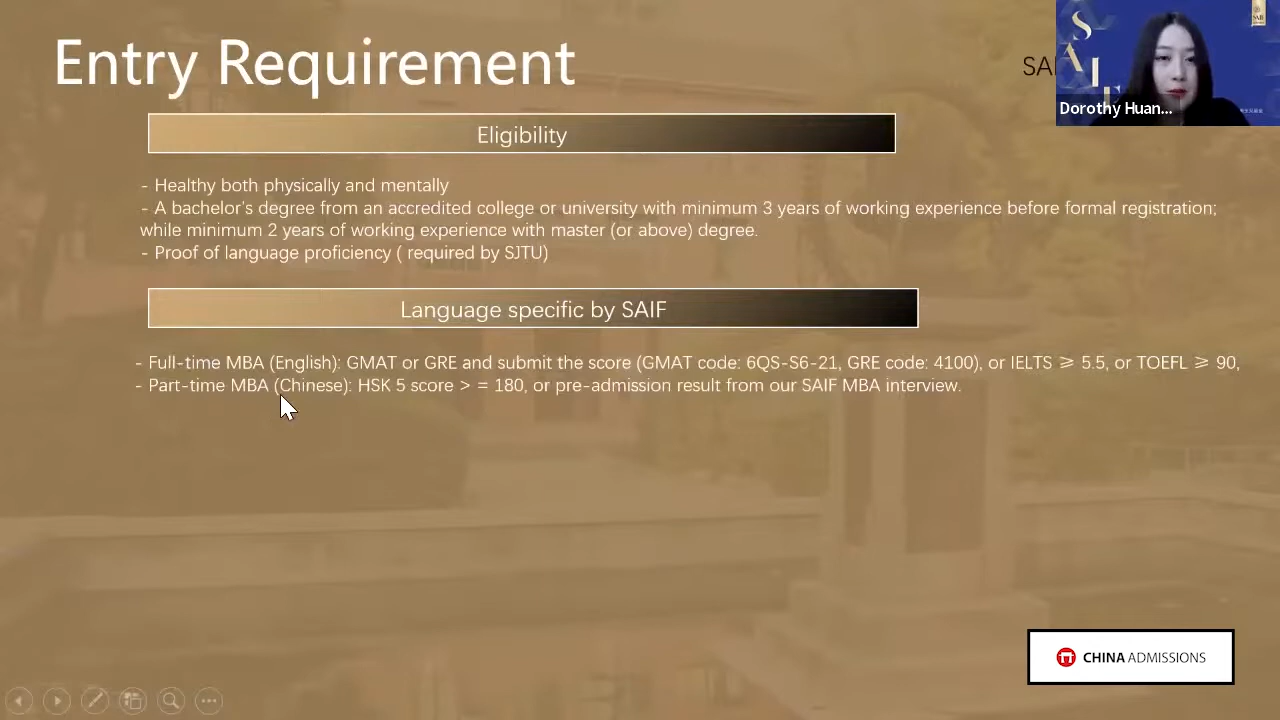 Entry Requirement
SAI
S
A
I
F
SAIF
Dorothy Huan...
Eligibility
- Healthy both physically and mentally
- A bachelor's degree from an accredited college or university with minimum 3 years of working experience before formal registration;
while minimum 2 years of working experience with master (or above) degree.
- Proof of language proficiency ( required by SJTU)
Language specific by SAIF
- Full-time MBA (English): GMAT or GRE and submit the score (GMAT code: 6QS-S6-21, GRE code: 4100), or IELTS ≥ 5.5, or TOEFL ≥ 90,
- Part-time MBA (Chinese): HSK 5 score > = 180, or pre-admission result from our SAIF MBA interview.
CHINA ADMISSIONS